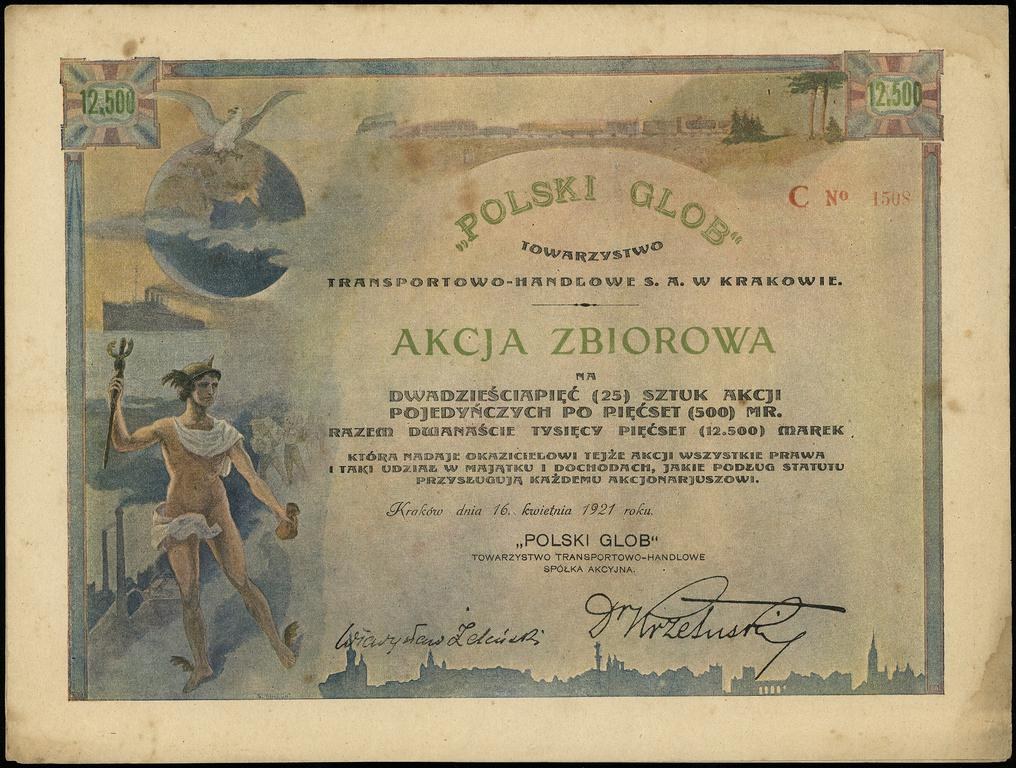 12.500
12.500
C No 1508
„POLSKI GLOB"
TOWARZYSTWO
TRANSPORTOWO-HANDLOWE S. A. W KRAKOWIE.
AKCJA ZBIOROWA
NA
DWADZIEŚCIAPIĘĆ (25) SZTUK AKCJI
POJEDYŃCZYCH PO PIĘĆSET (500) MR.
RAZEM DWANAŚCIE TYSIĘCY PIĘĆSET (12.500) MAREK
KTÓRA NADAJE OKAZICIELOWI TEJŻE AKCJI WSZYSTKIE PRAWA
I TAKI UDZIAŁ W MAJĄTKU I DOCHODACH, JAKIE PODŁUG STATUTU
PRZYSŁUGUJĄ KAŻDEMU AKCJONARJUSZOWI.
Kraków dnia 16. kwietnia 1921 roku.
„POLSKI GLOB"
TOWARZYSTWO TRANSPORTOWO-HANDLOWE
SPÓŁKA AKCYJNA.
Władysław Żeleński
Dr Krzetuski